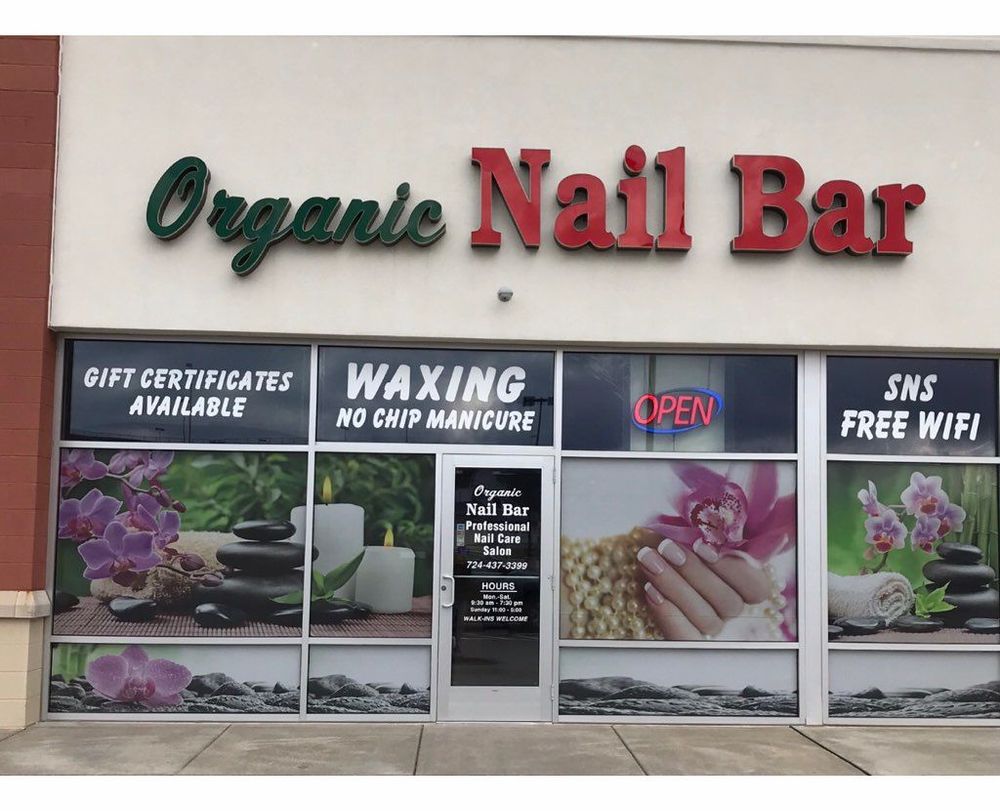 Organic Nail Bar
GIFT CERTIFICATES
AVAILABLE
WAXING
NO CHIP MANICURE
OPEN
SNS
FREE WIFI
Organic
Nail Bar
Professional
Nail Care
Salon
724-437-3399
HOURS
Mon.-Sat.
9:30 am - 7:30 pm
Sunday 11:00 - 5:00
WALK-INS WELCOME